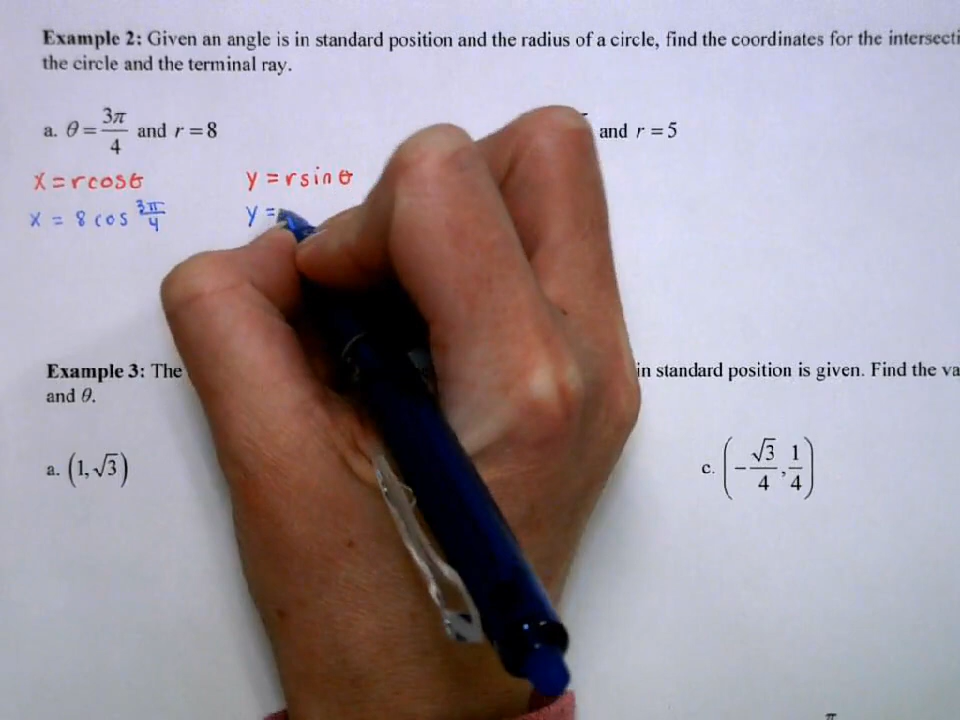 Example 2: Given an angle is in standard position and the radius of a circle, find the coordinates for the
the circle and the terminal ray.
a. θ = 3π/4 and r = 8
and r = 5
x = r cos θ y = r sin θ
x = 8 cos 3π/4 y =
Example 3: The in standard position is given. Find the
and θ.
a. (1, √3)
c. (-√3/4, 1/4)
π